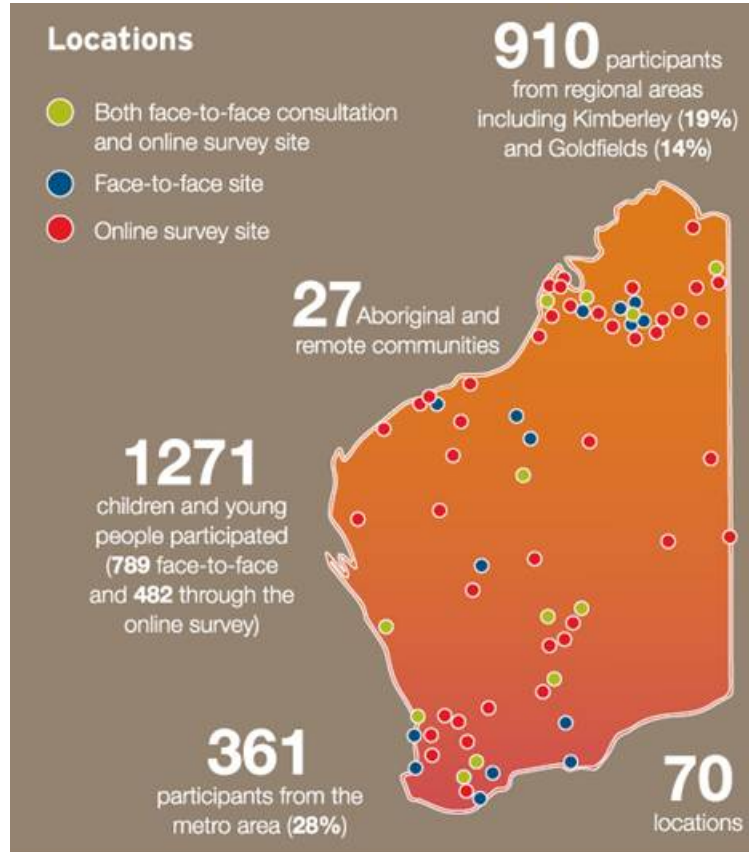 Locations
Both face-to-face consultation
and online survey site
Face-to-face site
Online survey site
910 participants
from regional areas
including Kimberley (19%)
and Goldfields (14%)
27 Aboriginal and
remote communities
1271
children and young
people participated
(789 face-to-face
and 482 through the
online survey)
361
participants from the
metro area (28%)
70
locations